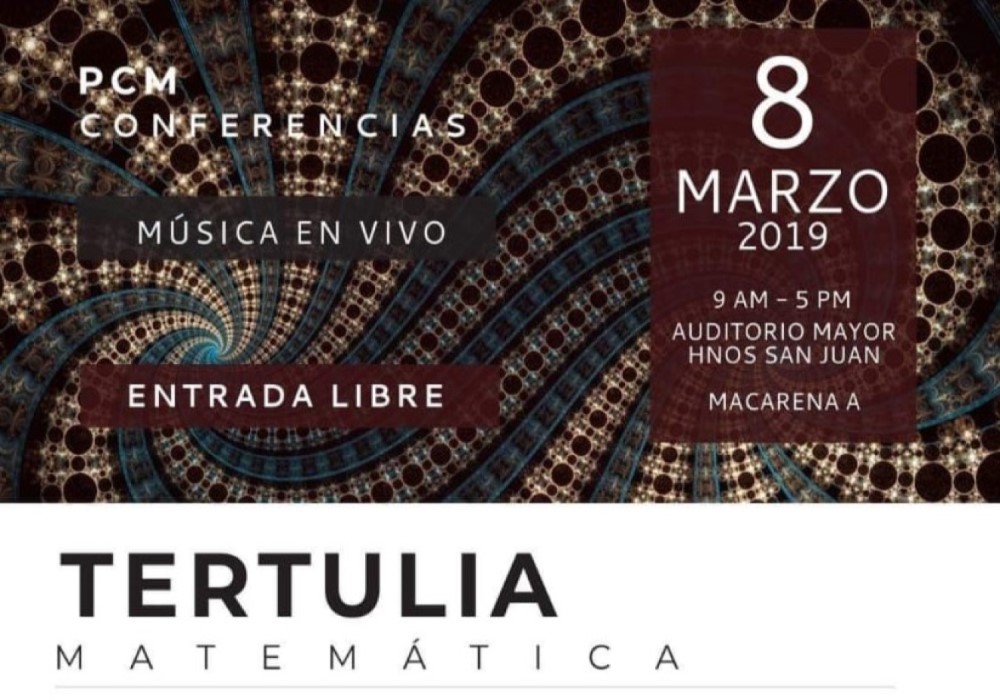 PCM
CONFERENCIAS
MÚSICA EN VIVO
ENTRADA LIBRE
8
MARZO
2019
9 AM – 5 PM
AUDITORIO MAYOR
HNOS SAN JUAN
MACARENA A
TERTULIA
MATEMÁTICA